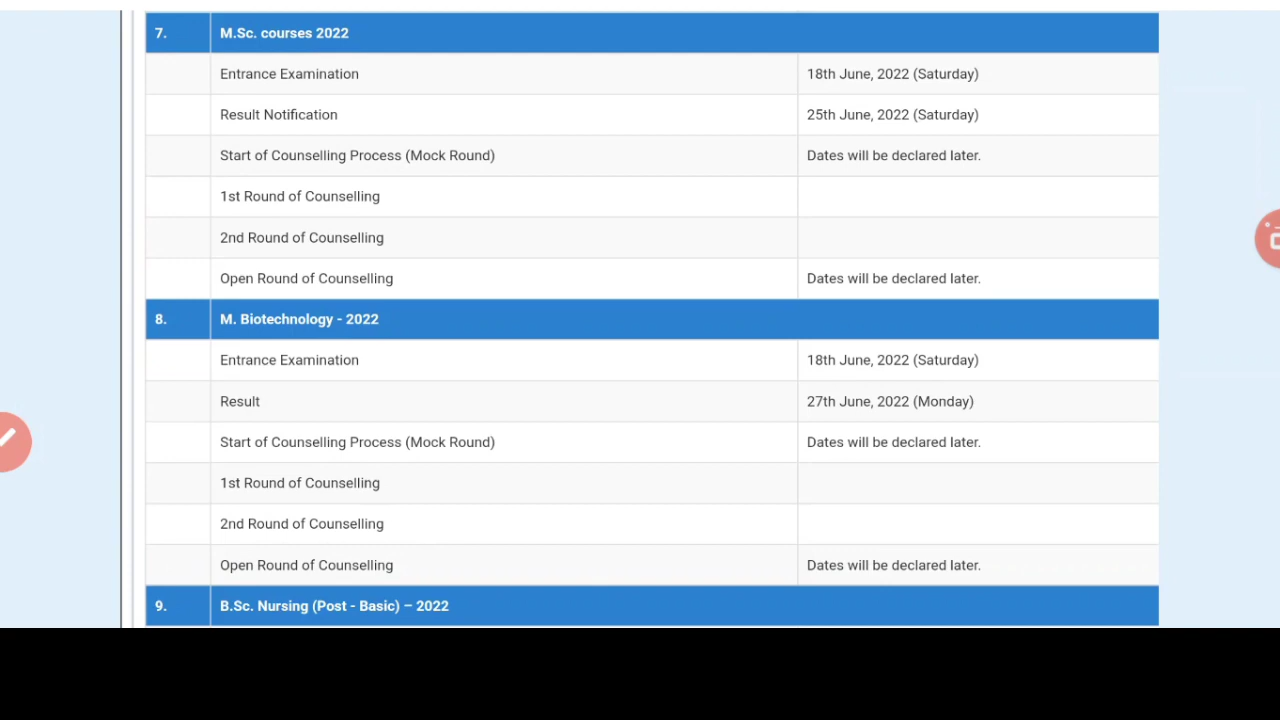 7. M.Sc. courses 2022
Entrance Examination 18th June, 2022 (Saturday)
Result Notification 25th June, 2022 (Saturday)
Start of Counselling Process (Mock Round) Dates will be declared later.
1st Round of Counselling
2nd Round of Counselling
Open Round of Counselling Dates will be declared later.
8. M. Biotechnology - 2022
Entrance Examination 18th June, 2022 (Saturday)
Result 27th June, 2022 (Monday)
Start of Counselling Process (Mock Round) Dates will be declared later.
1st Round of Counselling
2nd Round of Counselling
Open Round of Counselling Dates will be declared later.
9. B.Sc. Nursing (Post - Basic) – 2022